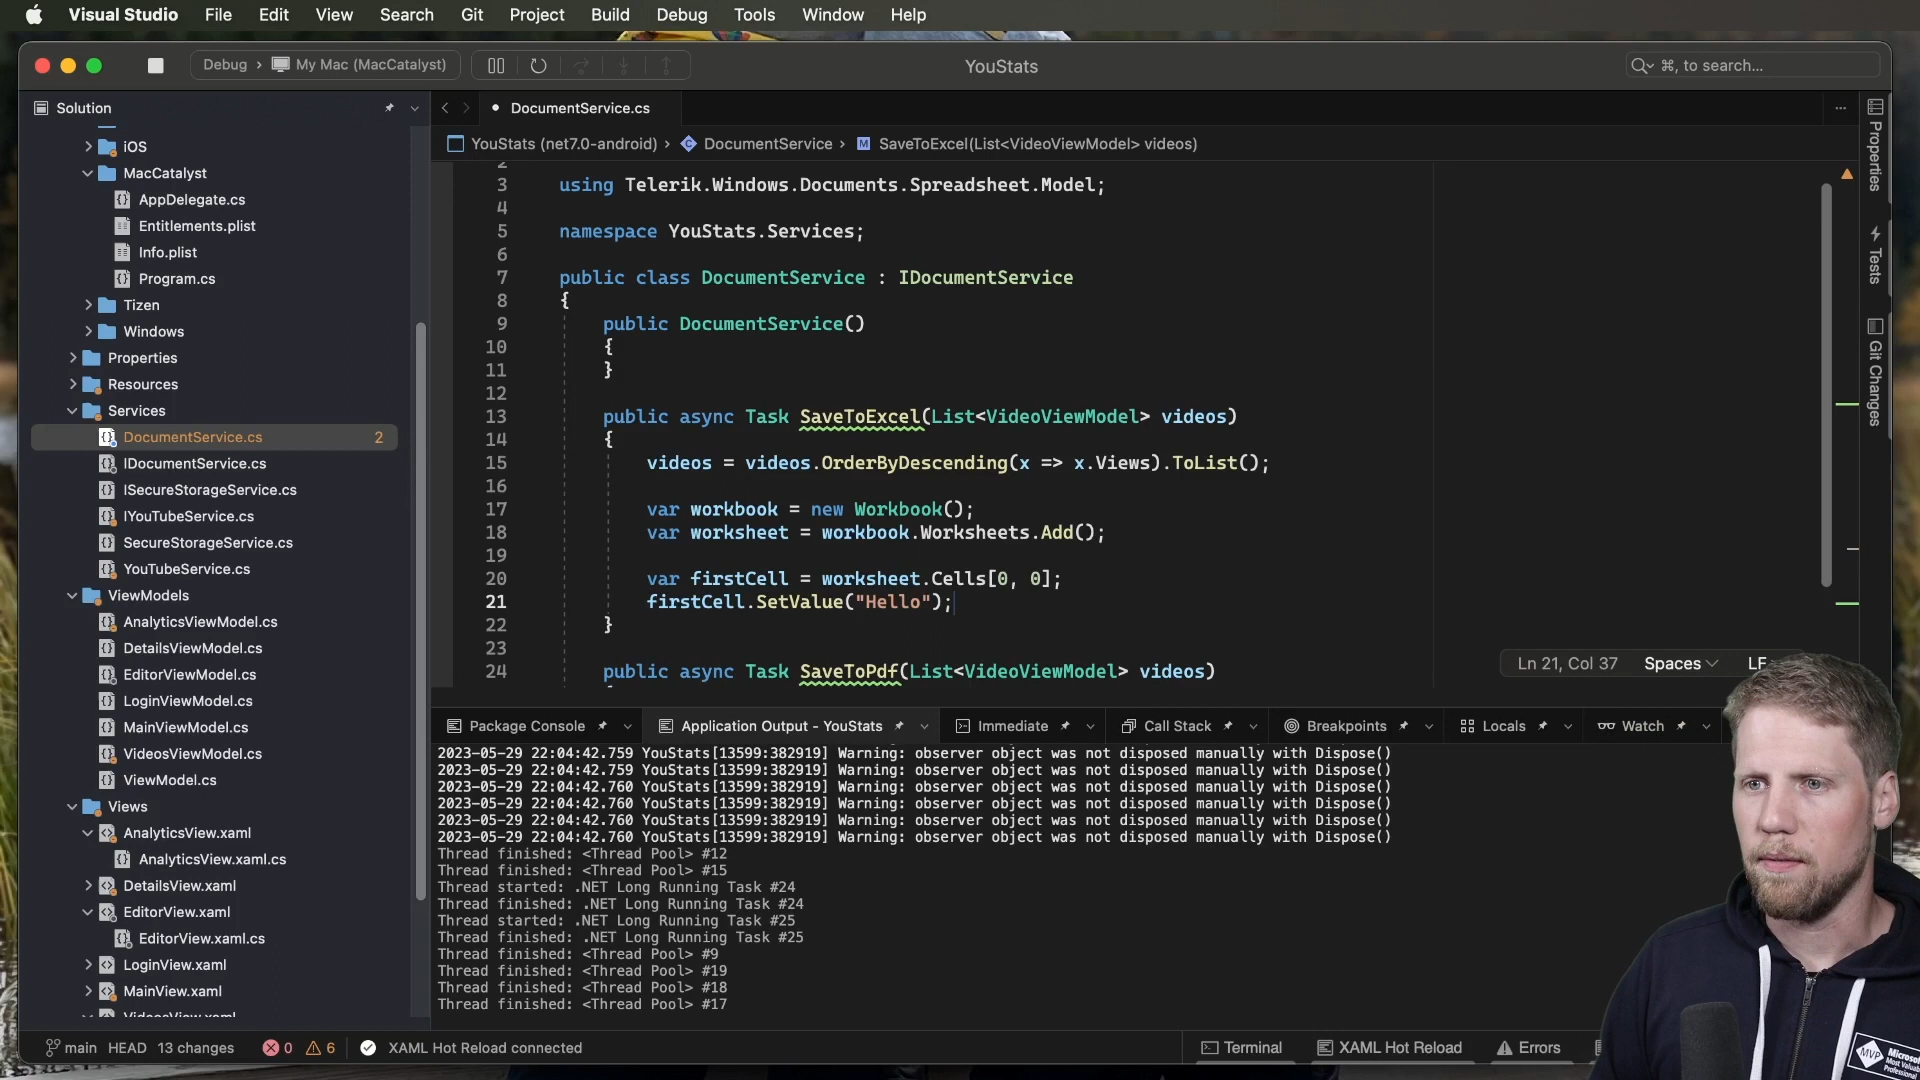 Visual Studio File Edit View Search Git Project Build Debug Tools Window Help
Debug › My Mac (MacCatalyst)
YouStats
⌘, to search...
Solution
iOS
MacCatalyst
AppDelegate.cs
Entitlements.plist
Info.plist
Program.cs
Tizen
Windows
Properties
Resources
Services
DocumentService.cs 2
IDocumentService.cs
ISecureStorageService.cs
IYouTubeService.cs
SecureStorageService.cs
YouTubeService.cs
ViewModels
AnalyticsViewModel.cs
DetailsViewModel.cs
EditorViewModel.cs
LoginViewModel.cs
MainViewModel.cs
VideosViewModel.cs
ViewModel.cs
Views
AnalyticsView.xaml
AnalyticsView.xaml.cs
DetailsView.xaml
EditorView.xaml
EditorView.xaml.cs
LoginView.xaml
MainView.xaml
VideosView.xaml
DocumentService.cs
YouStats (net7.0-android) › DocumentService › SaveToExcel(List<VideoViewModel> videos)
2
3 using Telerik.Windows.Documents.Spreadsheet.Model;
4
5 namespace YouStats.Services;
6
7 public class DocumentService : IDocumentService
8 {
9 public DocumentService()
10 {
11 }
12
13 public async Task SaveToExcel(List<VideoViewModel> videos)
14 {
15 videos = videos.OrderByDescending(x => x.Views).ToList();
16
17 var workbook = new Workbook();
18 var worksheet = workbook.Worksheets.Add();
19
20 var firstCell = worksheet.Cells[0, 0];
21 firstCell.SetValue("Hello");
22 }
23
24 public async Task SaveToPdf(List<VideoViewModel> videos)
Ln 21, Col 37 Spaces LF
Properties
Tests
Git Changes
Package Console Application Output - YouStats Immediate Call Stack Breakpoints Locals Watch
2023-05-29 22:04:42.759 YouStats[13599:382919] Warning: observer object was not disposed manually with Dispose()
2023-05-29 22:04:42.759 YouStats[13599:382919] Warning: observer object was not disposed manually with Dispose()
2023-05-29 22:04:42.760 YouStats[13599:382919] Warning: observer object was not disposed manually with Dispose()
2023-05-29 22:04:42.760 YouStats[13599:382919] Warning: observer object was not disposed manually with Dispose()
2023-05-29 22:04:42.760 YouStats[13599:382919] Warning: observer object was not disposed manually with Dispose()
2023-05-29 22:04:42.760 YouStats[13599:382919] Warning: observer object was not disposed manually with Dispose()
Thread finished: <Thread Pool> #12
Thread finished: <Thread Pool> #15
Thread started: .NET Long Running Task #24
Thread finished: .NET Long Running Task #24
Thread started: .NET Long Running Task #25
Thread finished: .NET Long Running Task #25
Thread finished: <Thread Pool> #9
Thread finished: <Thread Pool> #19
Thread finished: <Thread Pool> #18
Thread finished: <Thread Pool> #17
main HEAD 13 changes 0 6 XAML Hot Reload connected
Terminal XAML Hot Reload Errors
MVP
Most
Professional